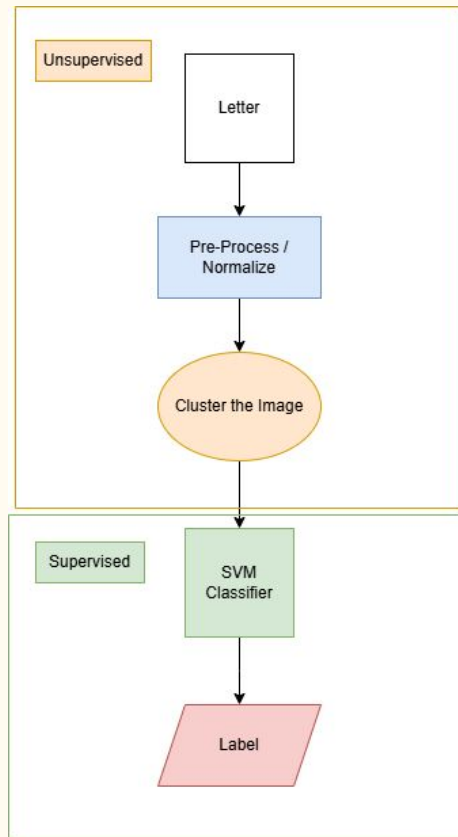 Unsupervised
Letter
Pre-Process /
Normalize
Cluster the Image
Supervised
SVM
Classifier
Label